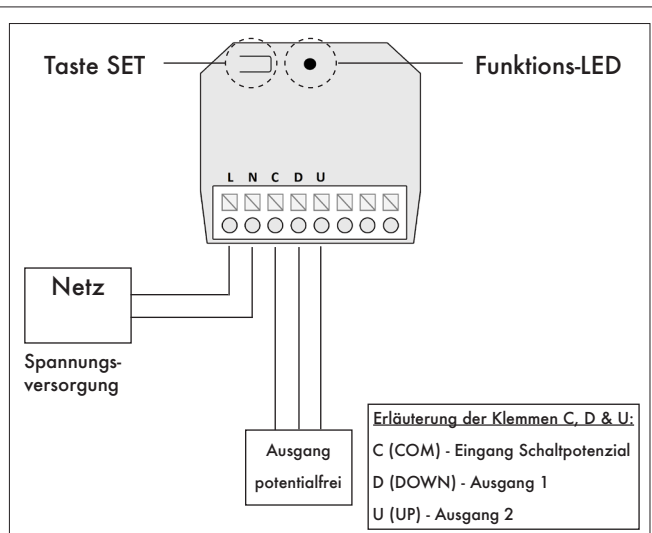 Taste SET
Funktions-LED
L N C D U
Netz
Spannungs-
versorgung
Ausgang
potentialfrei
Erläuterung der Klemmen C, D & U:
C (COM) - Eingang Schaltpotenzial
D (DOWN) - Ausgang 1
U (UP) - Ausgang 2